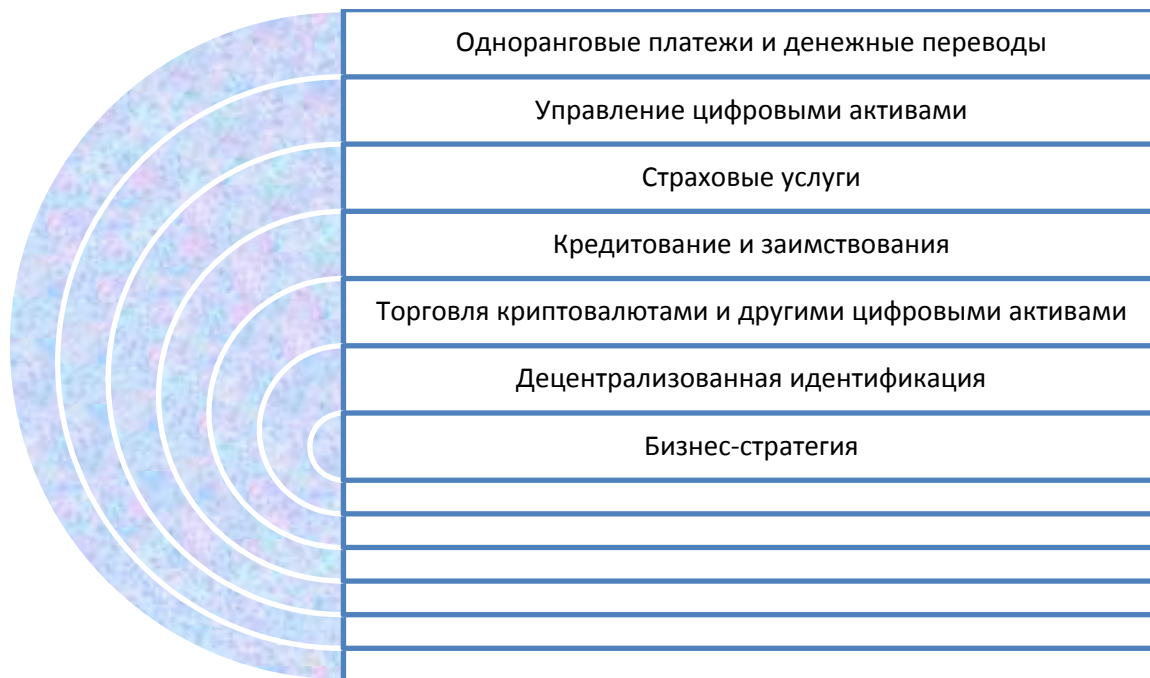 Одноранговые платежи и денежные переводы
Управление цифровыми активами
Страховые услуги
Кредитование и заимствования
Торговля криптовалютами и другими цифровыми активами
Децентрализованная идентификация
Бизнес-стратегия